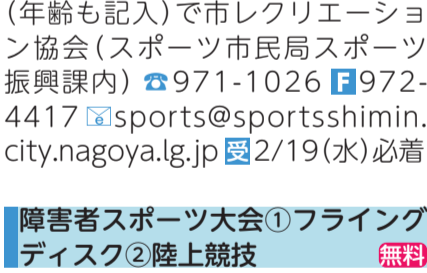 (年齢も記入)で市レクリエーショ
ン協会(スポーツ市民局スポーツ
振興課内) ☎971-1026 F972-
4417 sports@sportsshimin.
city.nagoya.lg.jp 受2/19(水)必着
障害者スポーツ大会①フライング
ディスク②陸上競技 無料